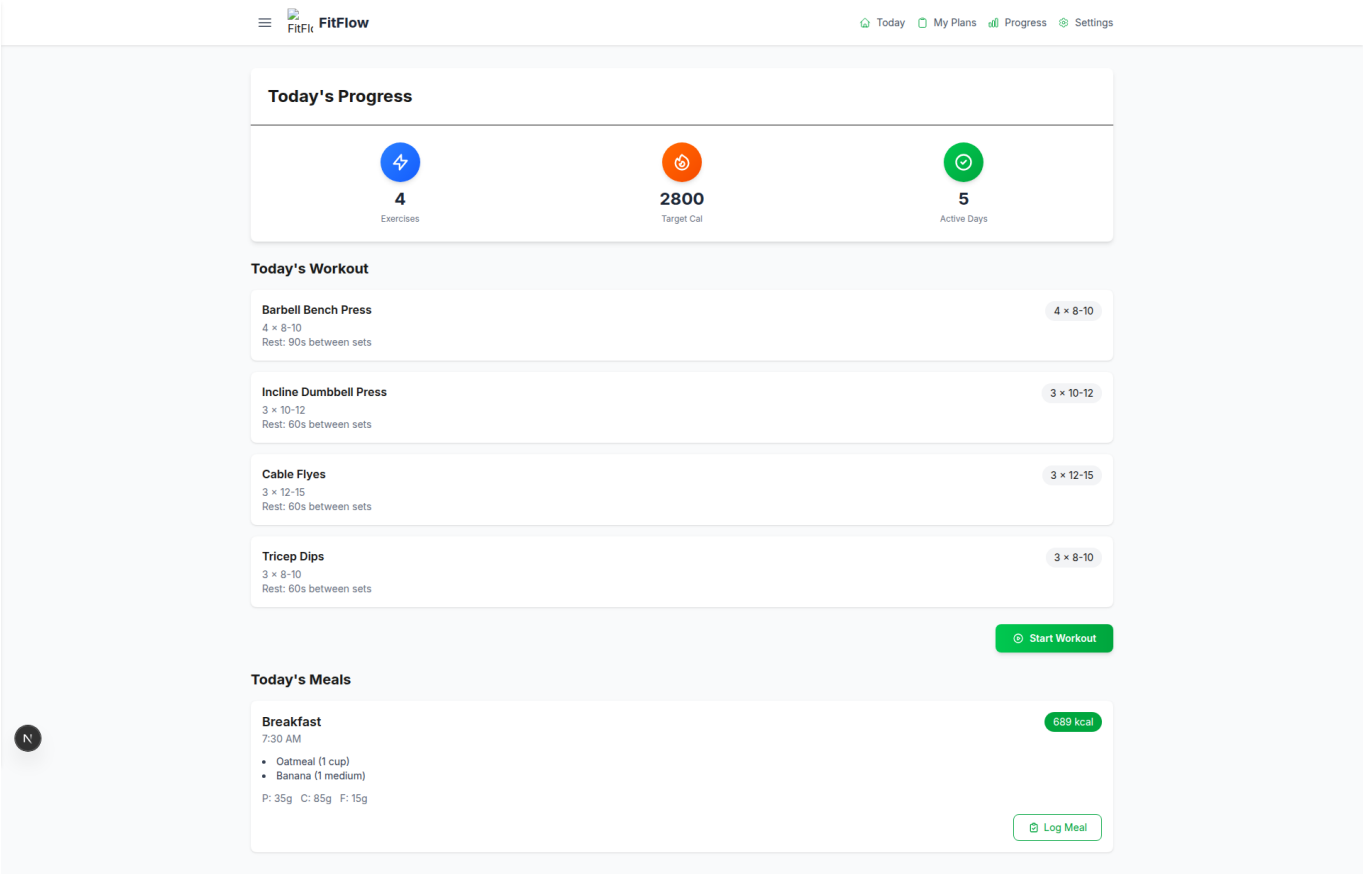 FitFlow
FitFlow
Today
My Plans
Progress
Settings
Today's Progress
4
Exercises
2800
Target Cal
5
Active Days
Today's Workout
Barbell Bench Press
4 × 8-10
4 × 8-10
Rest: 90s between sets
Incline Dumbbell Press
3 × 10-12
3 × 10-12
Rest: 60s between sets
Cable Flyes
3 × 12-15
3 × 12-15
Rest: 60s between sets
Tricep Dips
3 × 8-10
3 × 8-10
Rest: 60s between sets
Start Workout
Today's Meals
Breakfast
689 kcal
7:30 AM
• Oatmeal (1 cup)
• Banana (1 medium)
P: 35g C: 85g F: 15g
Log Meal
N